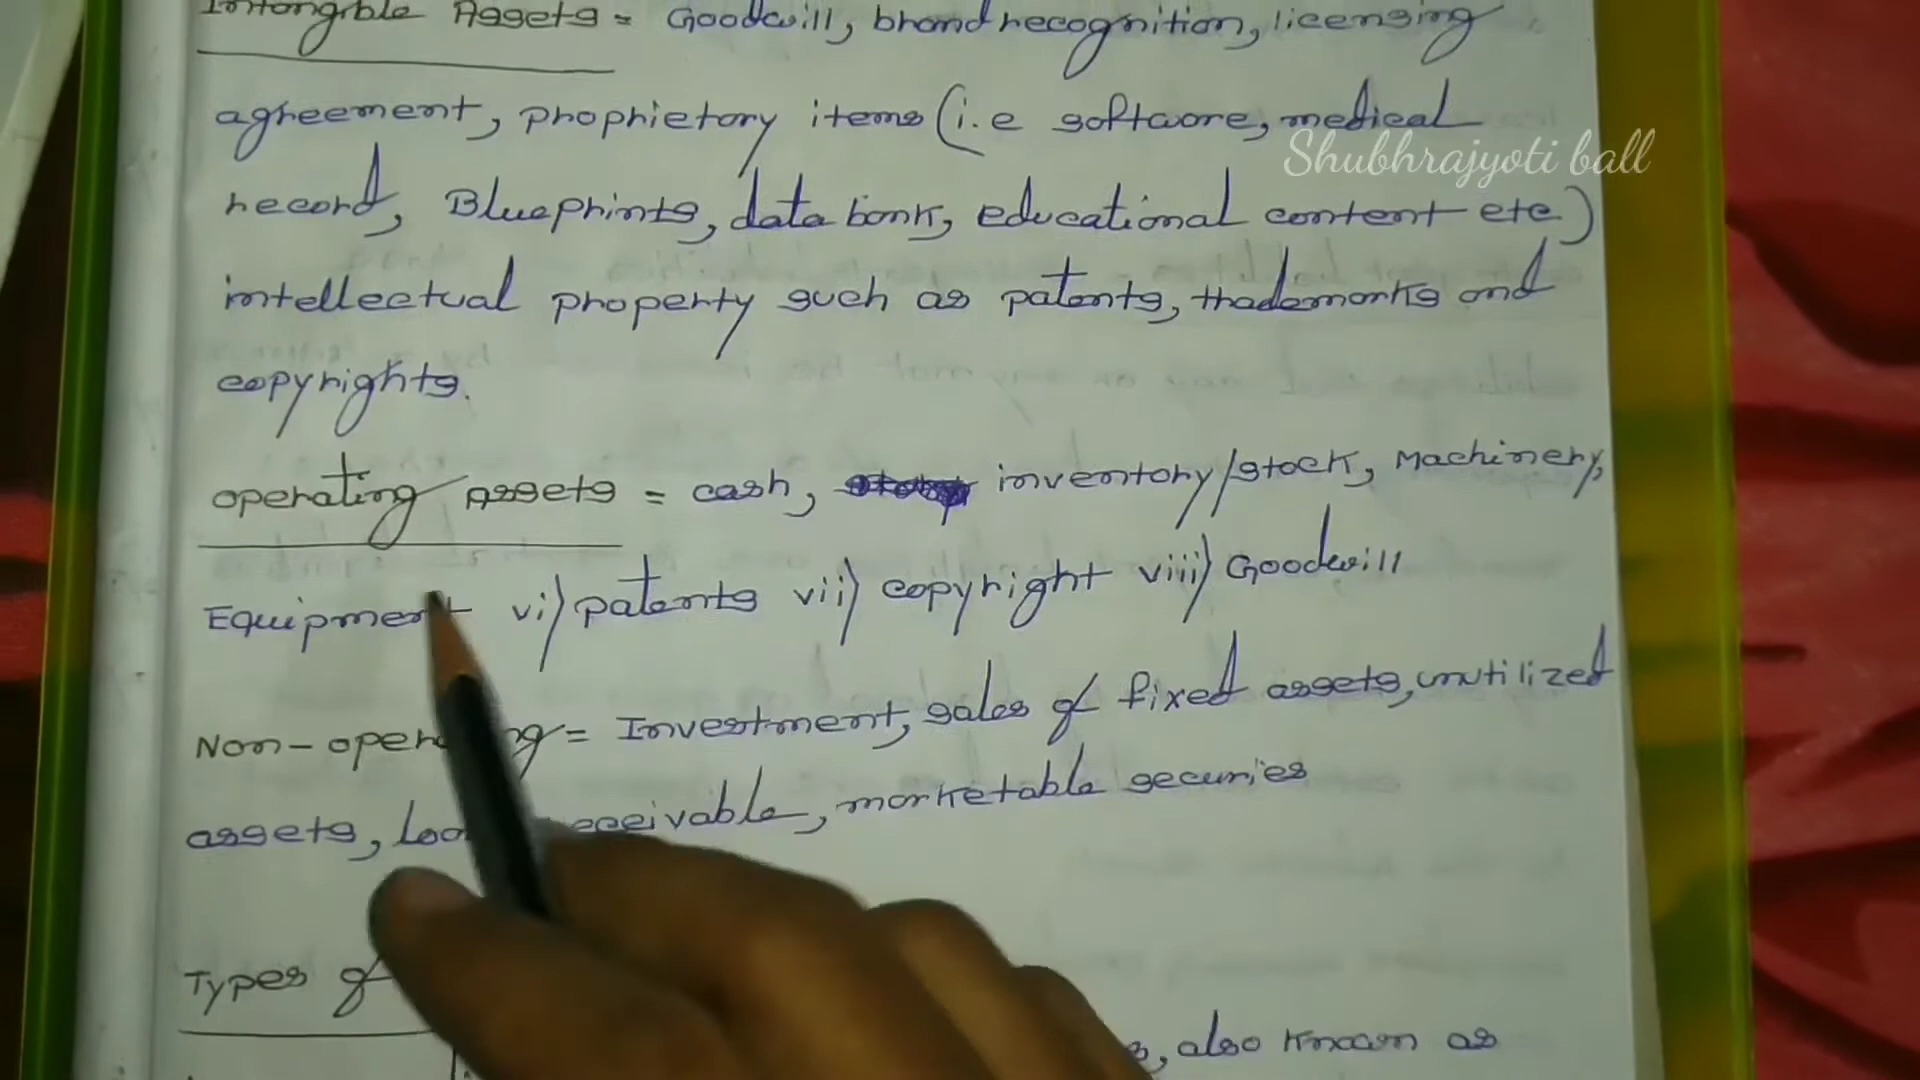 Intangible Assets = Goodwill, brand recognition, licensing
agreement, proprietory items (i.e software, medical
Shubhrajyoti ball
record, Blueprints, data bank, educational content etc)
intellectual property such as patents, trademarks and
copyrights.
operating Assets = cash, inventory/stock, Machinery,
Equipment vi) patents vii) copyright viii) Goodwill
Non-operating = Investment, sales of fixed assets, unutilized
assets, receivable, marketable securies
Types of
also known as